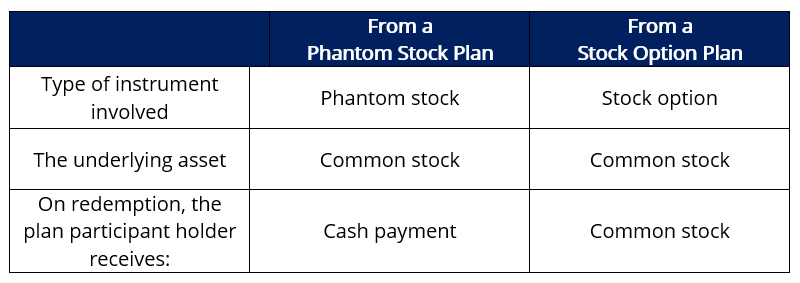 From a
Phantom Stock Plan
From a
Stock Option Plan
Type of instrument
involved
Phantom stock
Stock option
The underlying asset
Common stock
Common stock
On redemption, the
plan participant holder
receives:
Cash payment
Common stock